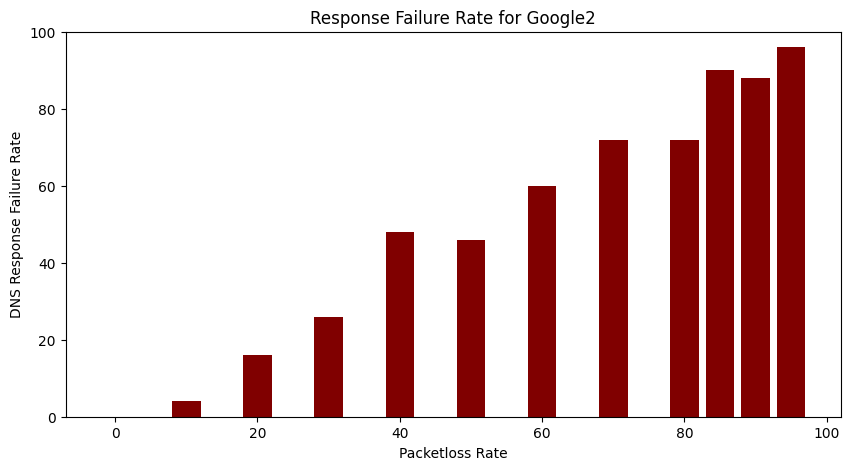 Response Failure Rate for Google2
100
80
60
40
20
0
DNS Response Failure Rate
0 20 40 60 80 100
Packetloss Rate